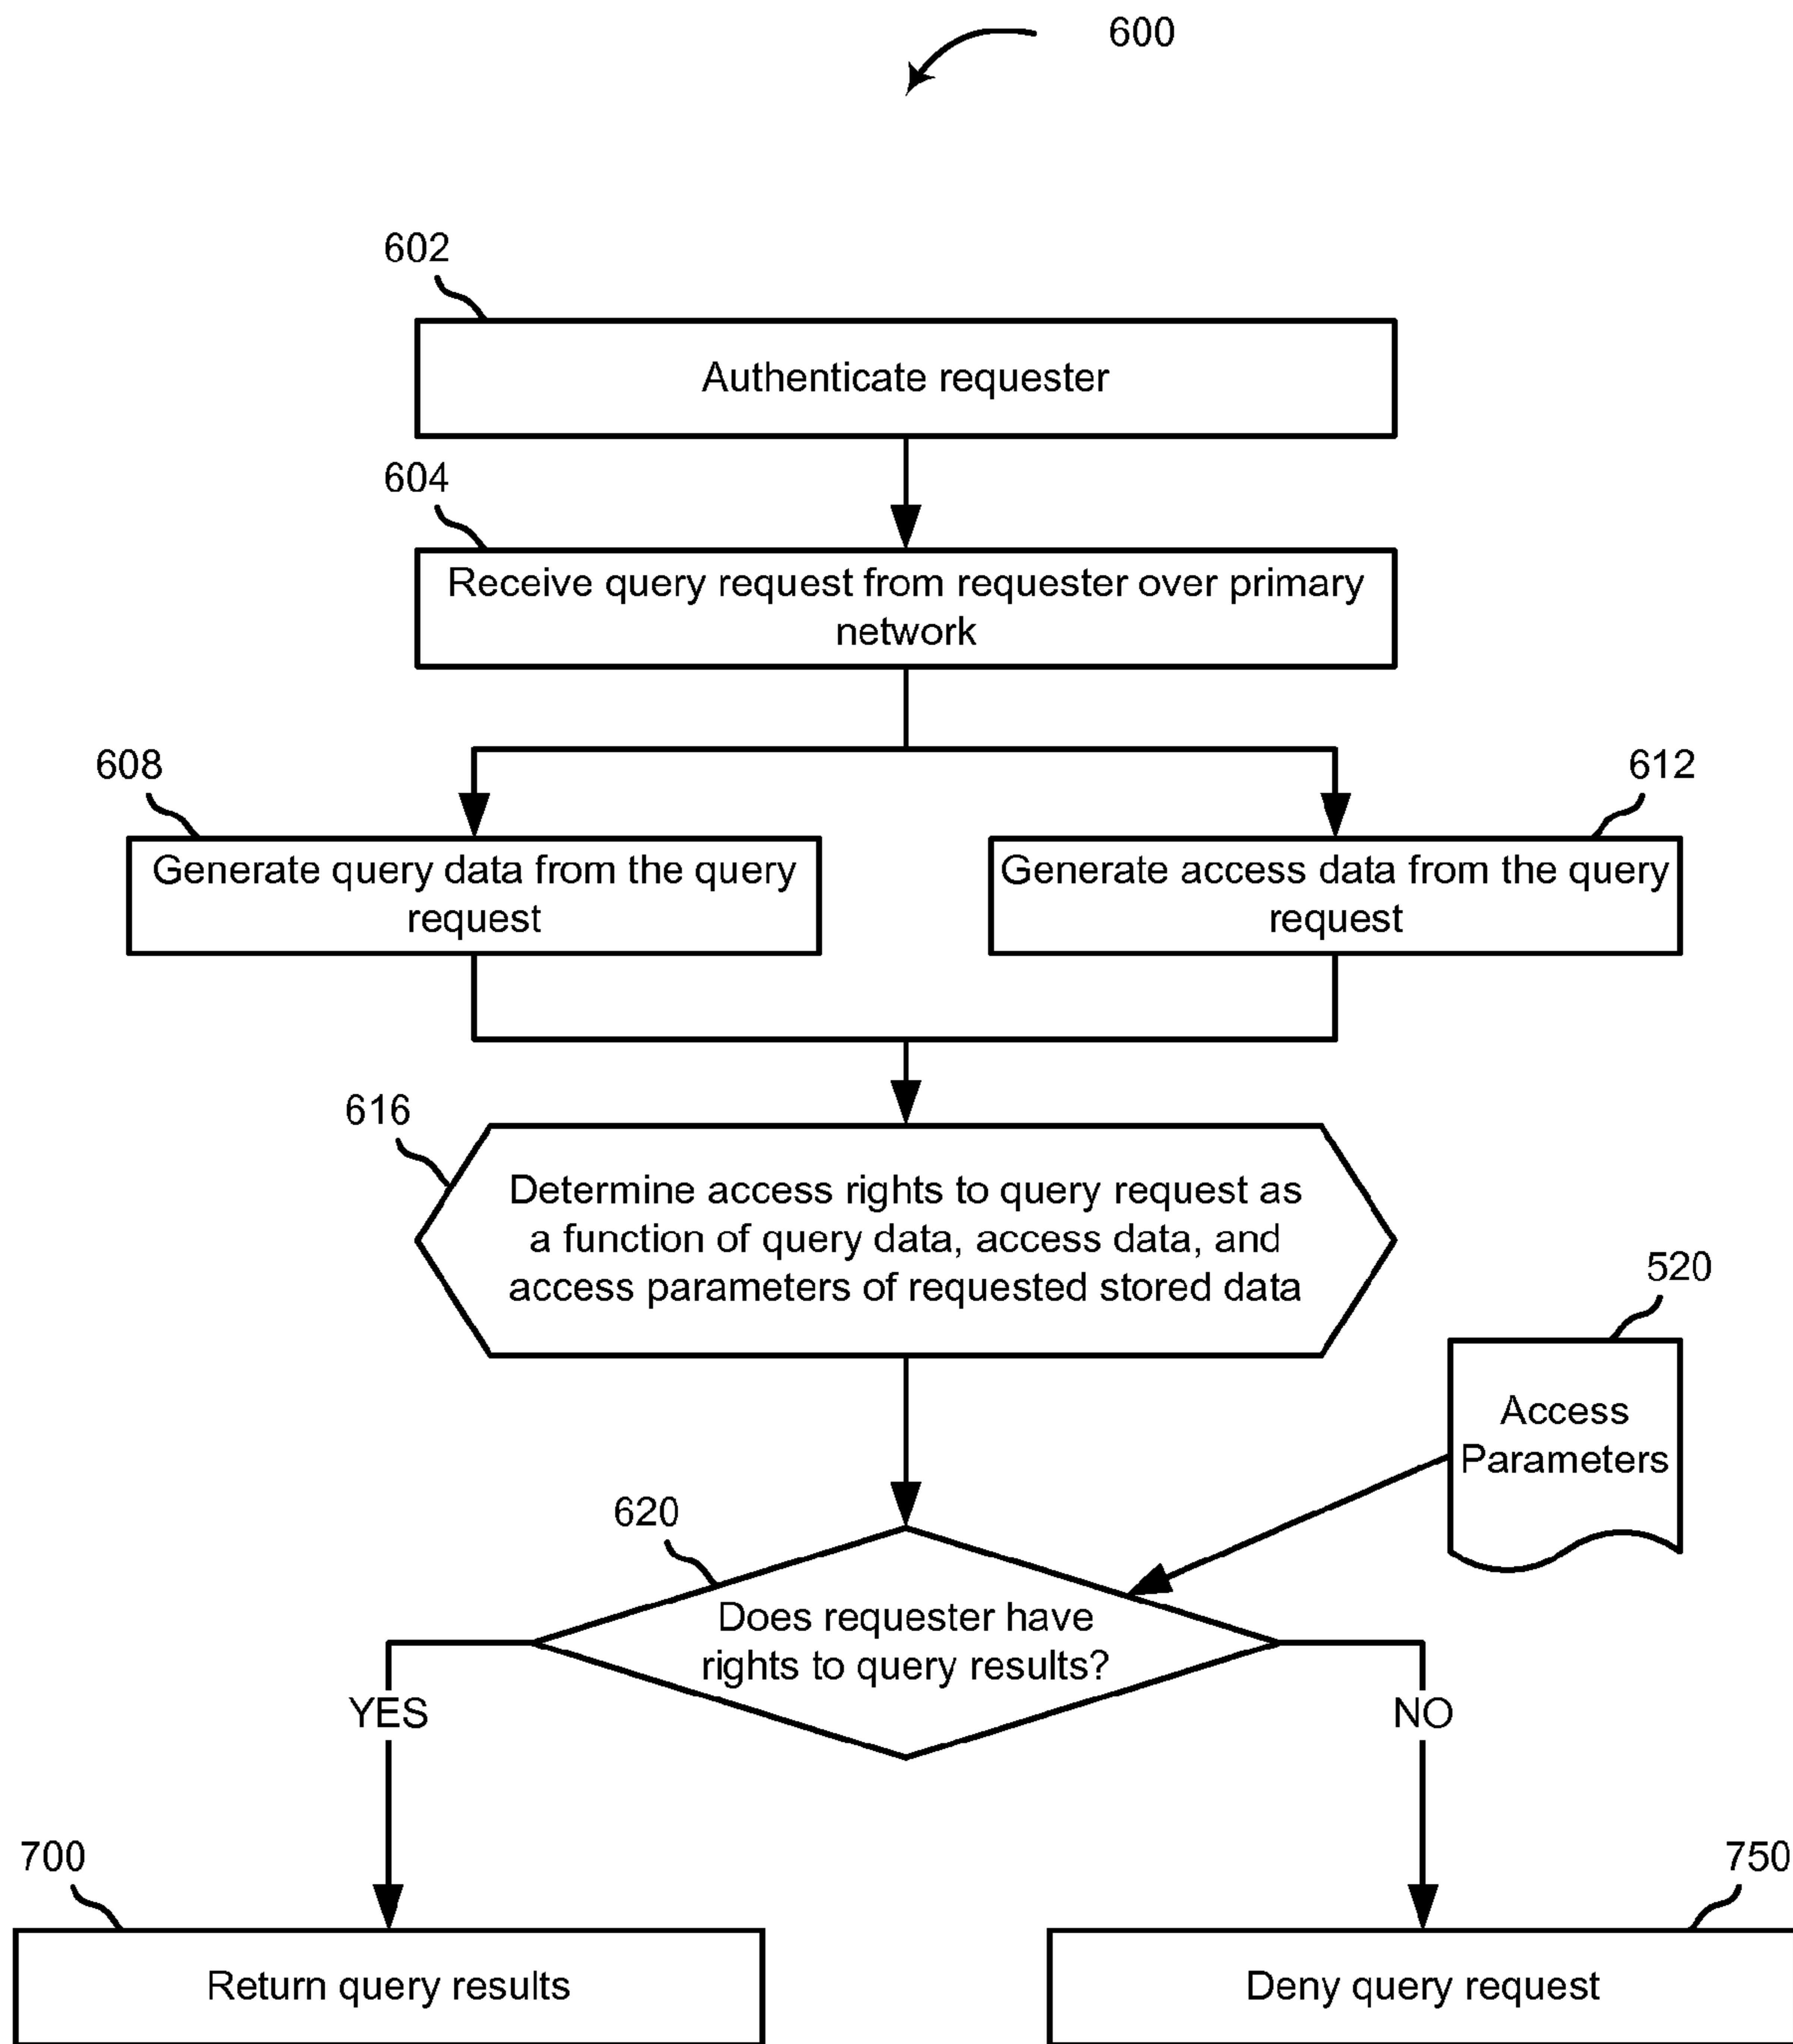 600
602
Authenticate requester
604
Receive query request from requester over primary
network
608
612
Generate query data from the query
request
Generate access data from the query
request
616
Determine access rights to query request as
a function of query data, access data, and
access parameters of requested stored data
520
Access
Parameters
620
Does requester have
rights to query results?
YES
NO
700
750
Return query results
Deny query request